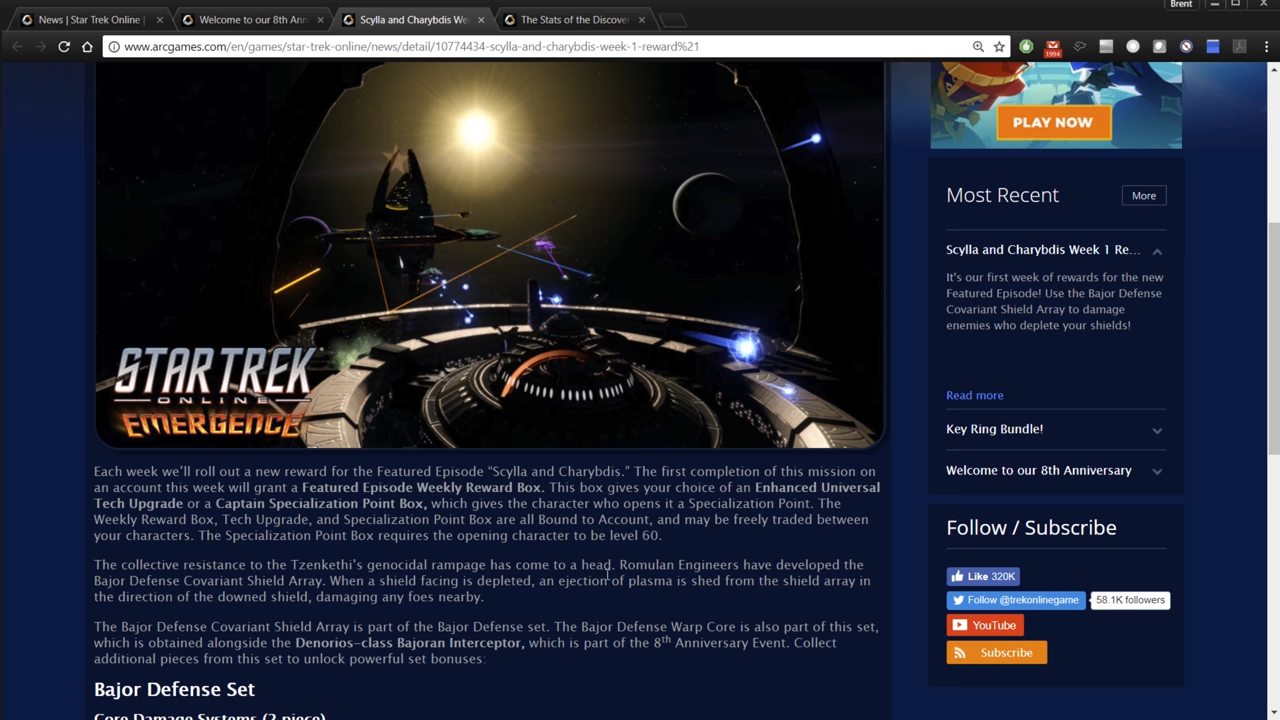 Brent
News | Star Trek Online |
Welcome to our 8th Ann
Scylla and Charybdis We
The Stats of the Discover
www.arcgames.com/en/games/star-trek-online/news/detail/10774434-scylla-and-charybdis-week-1-reward%21
1994
PLAY NOW
Most Recent
More
Scylla and Charybdis Week 1 Re...
It's our first week of rewards for the new
Featured Episode! Use the Bajor Defense
Covariant Shield Array to damage
enemies who deplete your shields!
Read more
Key Ring Bundle!
Welcome to our 8th Anniversary
Follow / Subscribe
Like 320K
Follow @trekonlinegame
58.1K followers
YouTube
Subscribe
STAR TREK
ONLINE
EMERGENCE
Each week we'll roll out a new reward for the Featured Episode “Scylla and Charybdis.” The first completion of this mission on
an account this week will grant a Featured Episode Weekly Reward Box. This box gives your choice of an Enhanced Universal
Tech Upgrade or a Captain Specialization Point Box, which gives the character who opens it a Specialization Point. The
Weekly Reward Box, Tech Upgrade, and Specialization Point Box are all Bound to Account, and may be freely traded between
your characters. The Specialization Point Box requires the opening character to be level 60.
The collective resistance to the Tzenkethi's genocidal rampage has come to a head. Romulan Engineers have developed the
Bajor Defense Covariant Shield Array. When a shield facing is depleted, an ejection of plasma is shed from the shield array in
the direction of the downed shield, damaging any foes nearby.
The Bajor Defense Covariant Shield Array is part of the Bajor Defense set. The Bajor Defense Warp Core is also part of this set,
which is obtained alongside the Denorios-class Bajoran Interceptor, which is part of the 8th Anniversary Event. Collect
additional pieces from this set to unlock powerful set bonuses:
Bajor Defense Set
Core Damage Systems (2 piece)